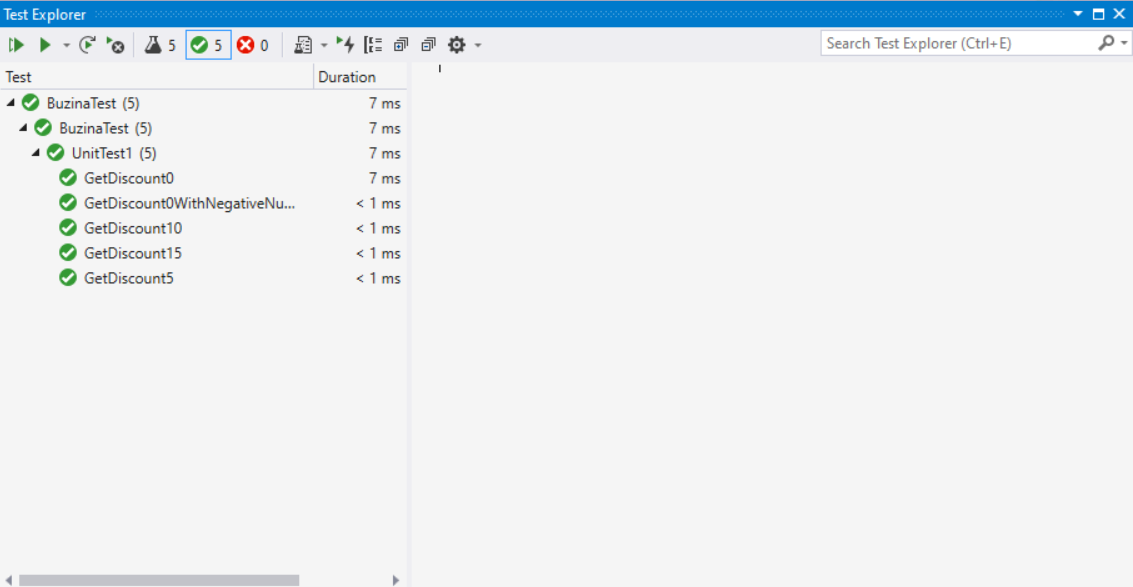 Test Explorer
5 5 0 Search Test Explorer (Ctrl+E)
Test Duration
BuzinaTest (5) 7 ms
BuzinaTest (5) 7 ms
UnitTest1 (5) 7 ms
GetDiscount0 7 ms
GetDiscount0WithNegativeNu... < 1 ms
GetDiscount10 < 1 ms
GetDiscount15 < 1 ms
GetDiscount5 < 1 ms